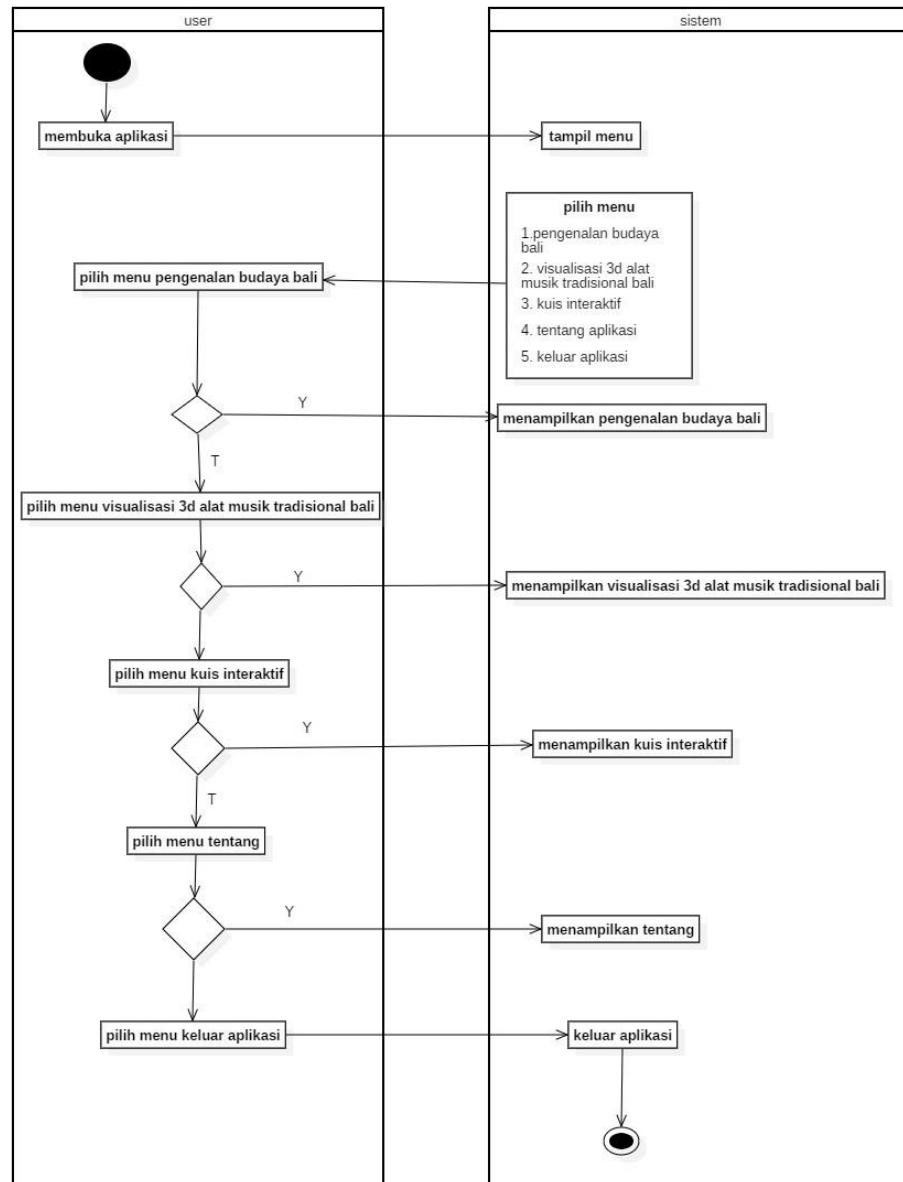 user
sistem
membuka aplikasi
tampil menu
pilih menu
1.pengenalan budaya
bali
2. visualisasi 3d alat
musik tradisional bali
3. kuis interaktif
4. tentang aplikasi
5. keluar aplikasi
pilih menu pengenalan budaya bali
Y
menampilkan pengenalan budaya bali
T
pilih menu visualisasi 3d alat musik tradisional bali
Y
menampilkan visualisasi 3d alat musik tradisional bali
pilih menu kuis interaktif
Y
menampilkan kuis interaktif
T
pilih menu tentang
Y
menampilkan tentang
pilih menu keluar aplikasi
keluar aplikasi